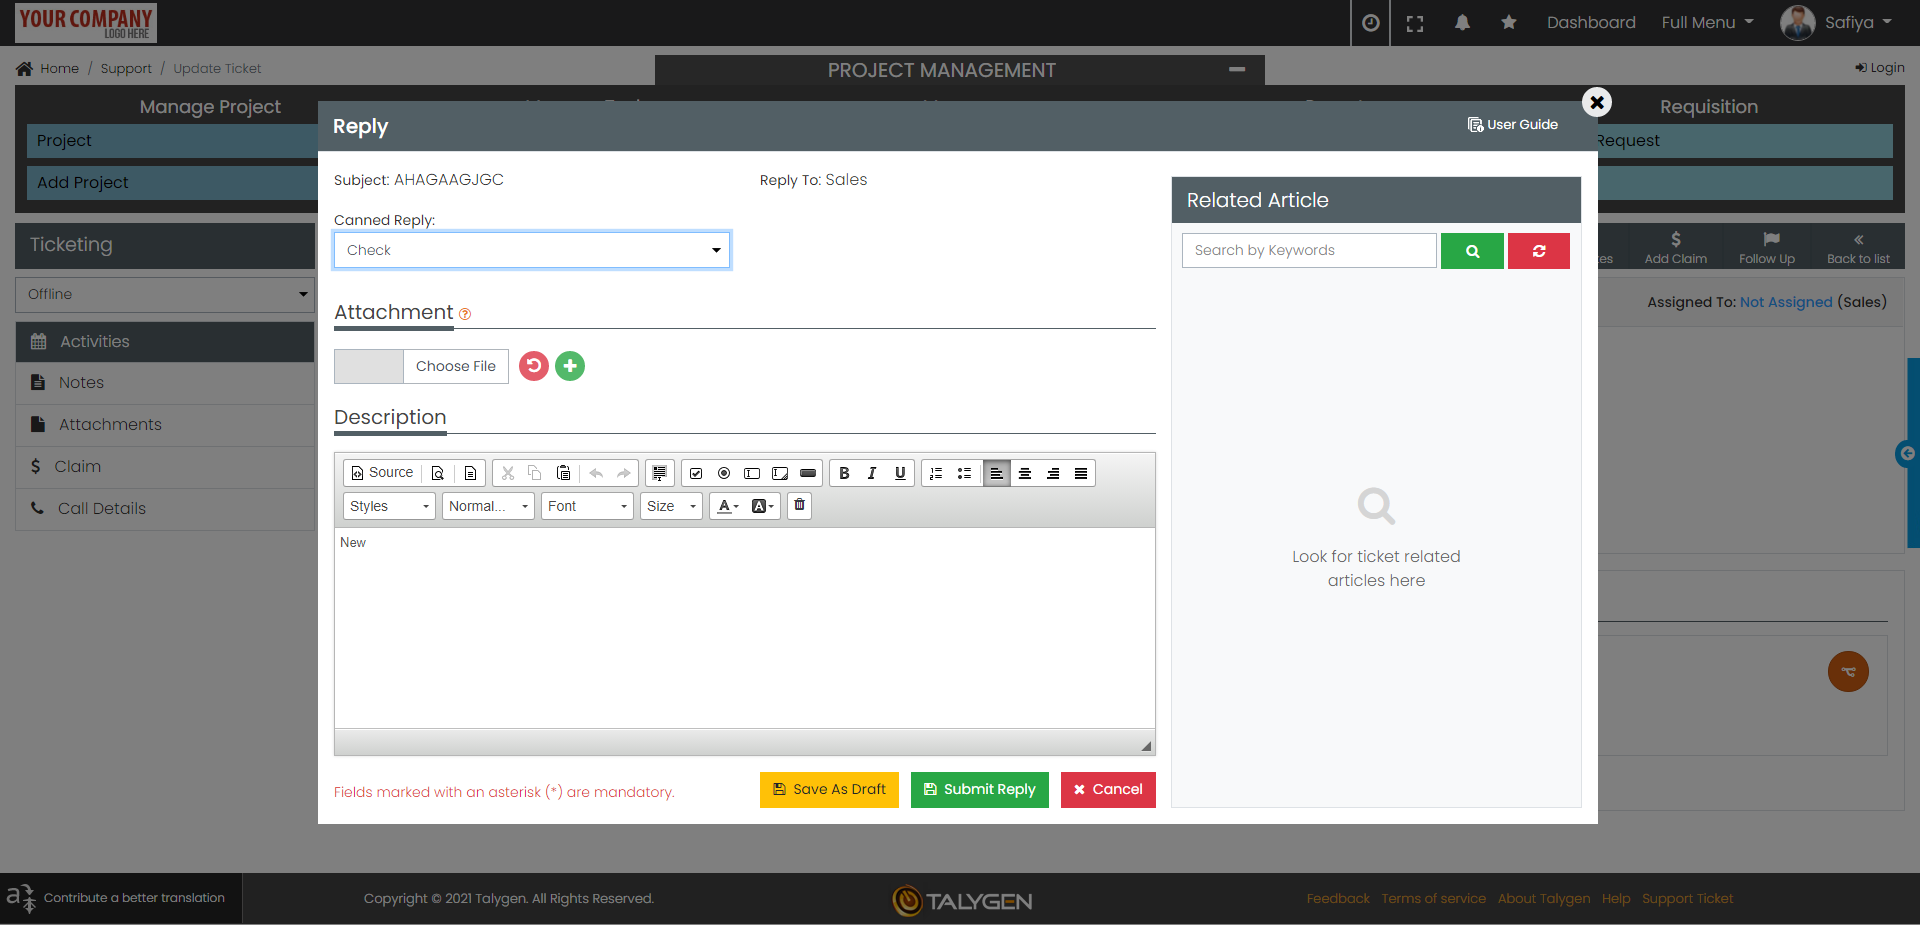 YOUR COMPANY
LOGO HERE
Dashboard
Full Menu
Safiya
Home / Support / Update Ticket
PROJECT MANAGEMENT
Login
Manage Project
Requisition
Project
Request
Add Project
Reply
User Guide
Subject: AHAGAAGJGC
Reply To: Sales
Canned Reply:
Check
Attachment
Choose File
Description
Source
B I U
Styles
Normal...
Font
Size
A
A
New
Fields marked with an asterisk (*) are mandatory.
Save As Draft
Submit Reply
Cancel
Related Article
Search by Keywords
Look for ticket related
articles here
Ticketing
Offline
Activities
Notes
Attachments
Claim
Call Details
Add Claim
Follow Up
Back to list
Assigned To: Not Assigned (Sales)
Contribute a better translation
Copyright © 2021 Talygen. All Rights Reserved.
TALYGEN
Feedback
Terms of service
About Talygen
Help
Support Ticket